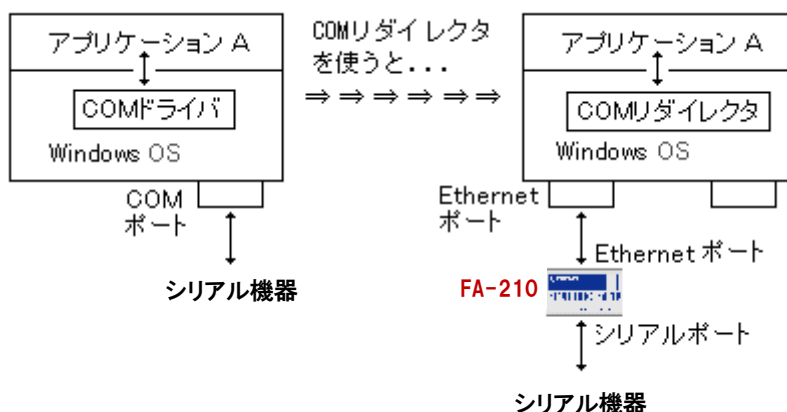 アプリケーション A
COMドライバ
Windows OS
COM
ポート
シリアル機器
COMリダイレクタ
を使うと...
⇒⇒⇒⇒⇒⇒
アプリケーション A
COMリダイレクタ
Windows OS
Ethernet
ポート
Ethernet ポート
FA-210
シリアルポート
シリアル機器